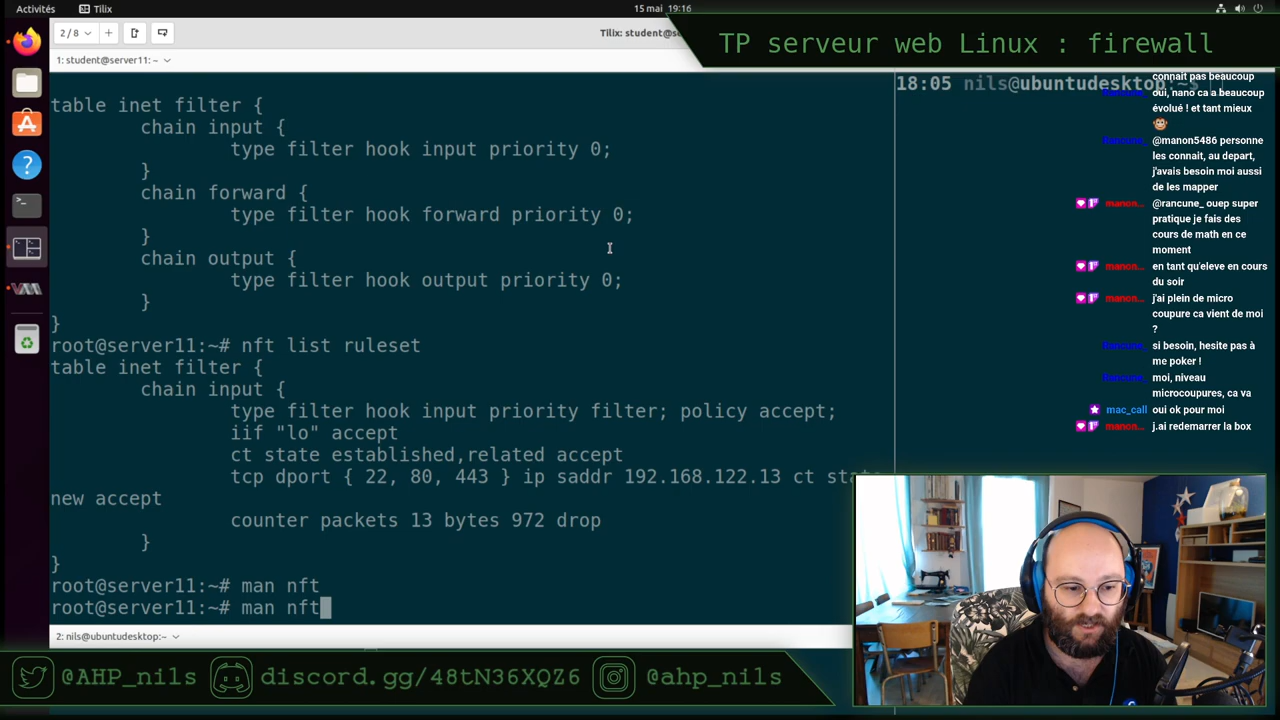 Activités
Tilix
15 mai 19:16
2/8
Tilix: student@se
TP serveur web Linux : firewall
1: student@server11: ~
table inet filter {
chain input {
type filter hook input priority 0;
}
chain forward {
type filter hook forward priority 0;
}
chain output {
type filter hook output priority 0;
}
}
root@server11:~# nft list ruleset
table inet filter {
chain input {
type filter hook input priority filter; policy accept;
iif "lo" accept
ct state established,related accept
tcp dport { 22, 80, 443 } ip saddr 192.168.122.13 ct state
new accept
counter packets 13 bytes 972 drop
}
}
root@server11:~# man nft
root@server11:~# man nft
2: nils@ubuntudesktop:~
18:05 nils@ubuntudesktop:~$
connait pas beaucoup
rancune_ oui, nano ca a beaucoup
évolué ! et tant mieux
rancune_ @manon5486 personne
les connait, au depart,
j'avais besoin moi aussi
de les mapper
manon... @rancune_ ouep super
pratique je fais des
cours de math en ce
moment
manon... en tant qu'eleve en cours
du soir
manon... j'ai plein de micro
coupure ca vient de moi
?
rancune_ si besoin, hesite pas à
me poker !
rancune_ moi, niveau
microcoupures, ca va
mac_call oui ok pour moi
manon... j.ai redemarrer la box
@AHP_nils
discord.gg/48tN36XQZ6
@ahp_nils